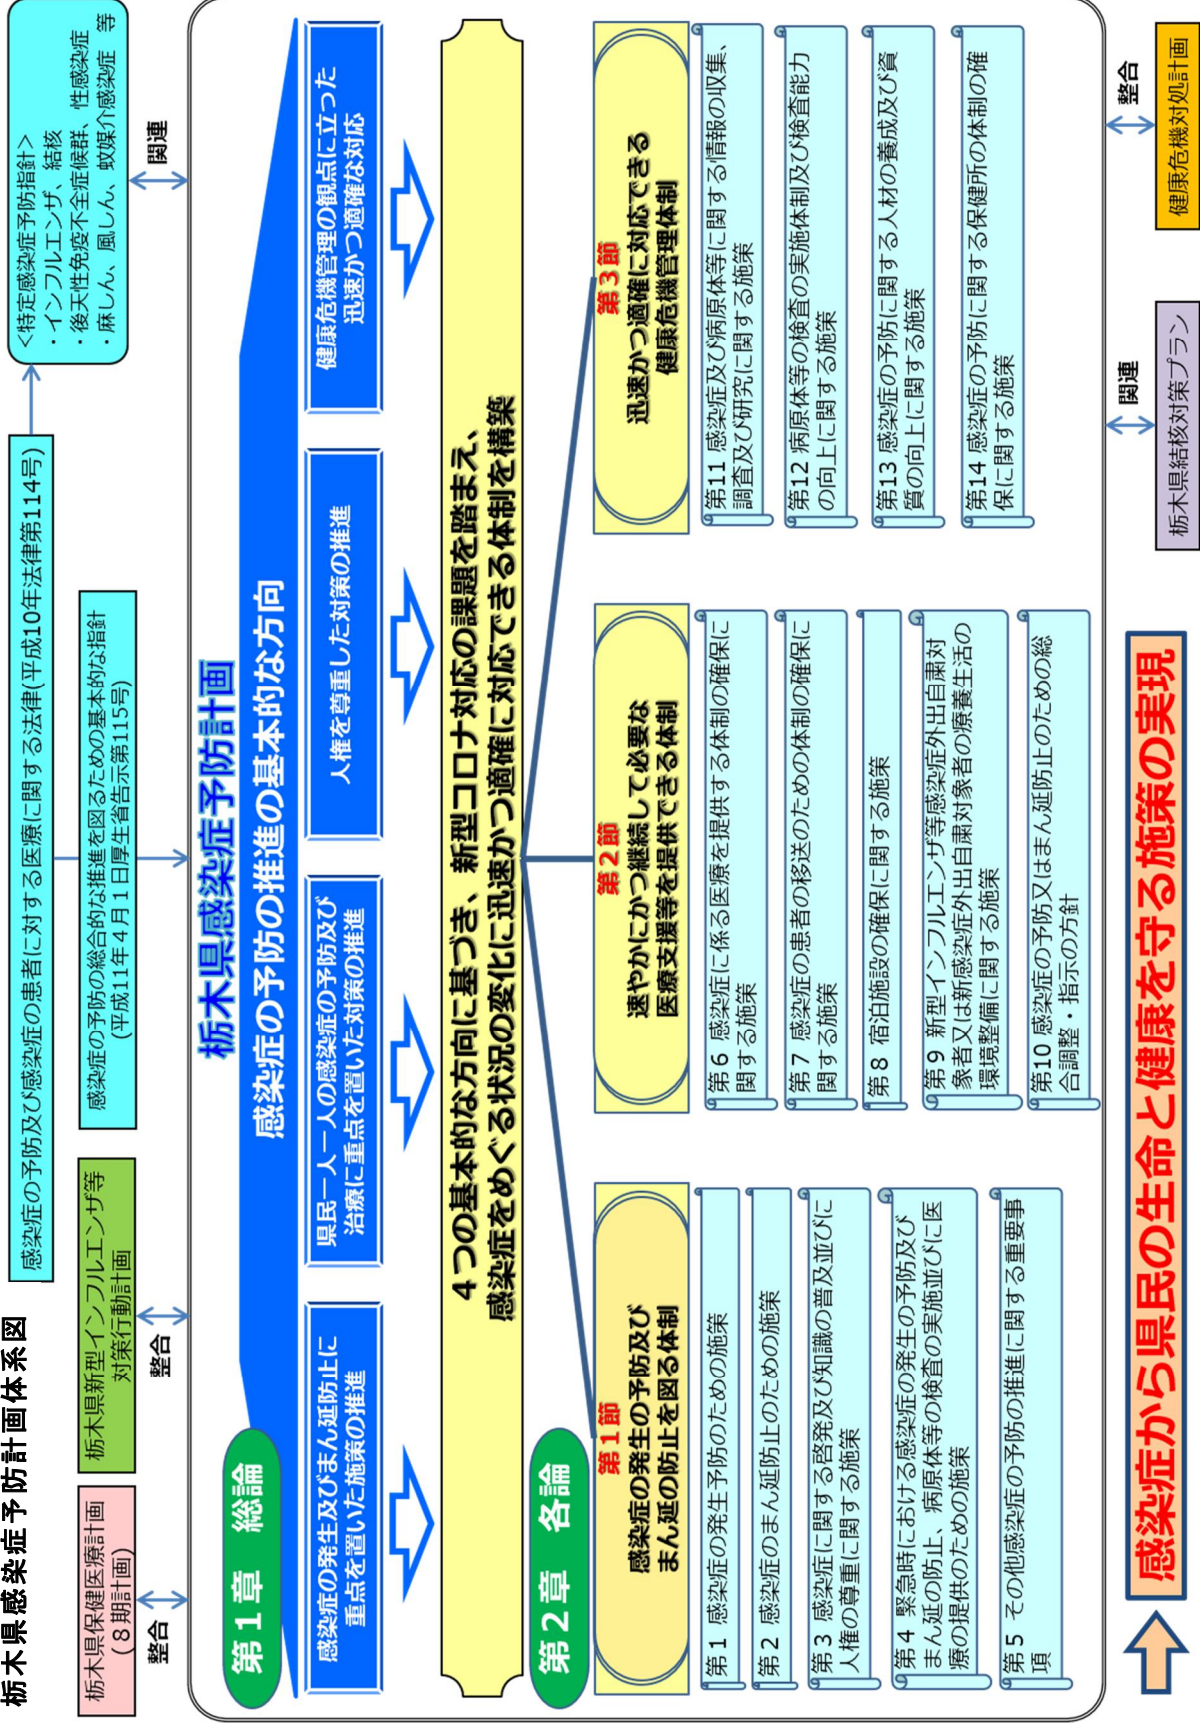 栃木県感染症予防計画体系図
感染症の予防及び感染症の患者に対する医療に関する法律(平成10年法律第114号)
<特定感染症予防指針>
・インフルエンザ、結核
・後天性免疫不全症候群、性感染症
・麻しん、風しん、蚊媒介感染症　等
栃木県保健医療計画
(８期計画)
栃木県新型インフルエンザ等
対策行動計画
感染症の予防の総合的な推進を図るための基本的な指針
(平成11年４月１日厚生省告示第115号)
整合
整合
関連
栃木県感染症予防計画
第１章　総論
感染症の予防の推進の基本的な方向
感染症の発生及びまん延防止に
重点を置いた施策の推進
県民一人一人の感染症の予防及び
治療に重点を置いた対策の推進
人権を尊重した対策の推進
健康危機管理の観点に立った
迅速かつ適確な対応
４つの基本的な方向に基づき、新型コロナ対応の課題を踏まえ、
感染症をめぐる状況の変化に迅速かつ適確に対応できる体制を構築
第２章　各論
第１節
感染症の発生の予防及び
まん延の防止を図る体制
第１ 感染症の発生予防のための施策
第２ 感染症のまん延防止のための施策
第３ 感染症に関する啓発及び知識の普及並びに
人権の尊重に関する施策
第４ 緊急時における感染症の発生の予防及び
まん延の防止、病原体等の検査の実施並びに医
療の提供のための施策
第５ その他感染症の予防の推進に関する重要事
項
第２節
速やかにかつ継続して必要な
医療支援等を提供できる体制
第６ 感染症に係る医療を提供する体制の確保に
関する施策
第７ 感染症の患者の移送のための体制の確保に
関する施策
第８ 宿泊施設の確保に関する施策
第９ 新型インフルエンザ等感染症外出自粛対
象者又は新感染症外出自粛対象者の療養生活の
環境整備に関する施策
第10 感染症の予防又はまん延防止のための総
合調整・指示の方針
第３節
迅速かつ適確に対応できる
健康危機管理体制
第11 感染症及び病原体等に関する情報の収集、
調査及び研究に関する施策
第12 病原体等の検査の実施体制及び検査能力
の向上に関する施策
第13 感染症の予防に関する人材の養成及び資
質の向上に関する施策
第14 感染症の予防に関する保健所の体制の確
保に関する施策
関連
整合
感染症から県民の生命と健康を守る施策の実現
栃木県結核対策プラン
健康危機対処計画